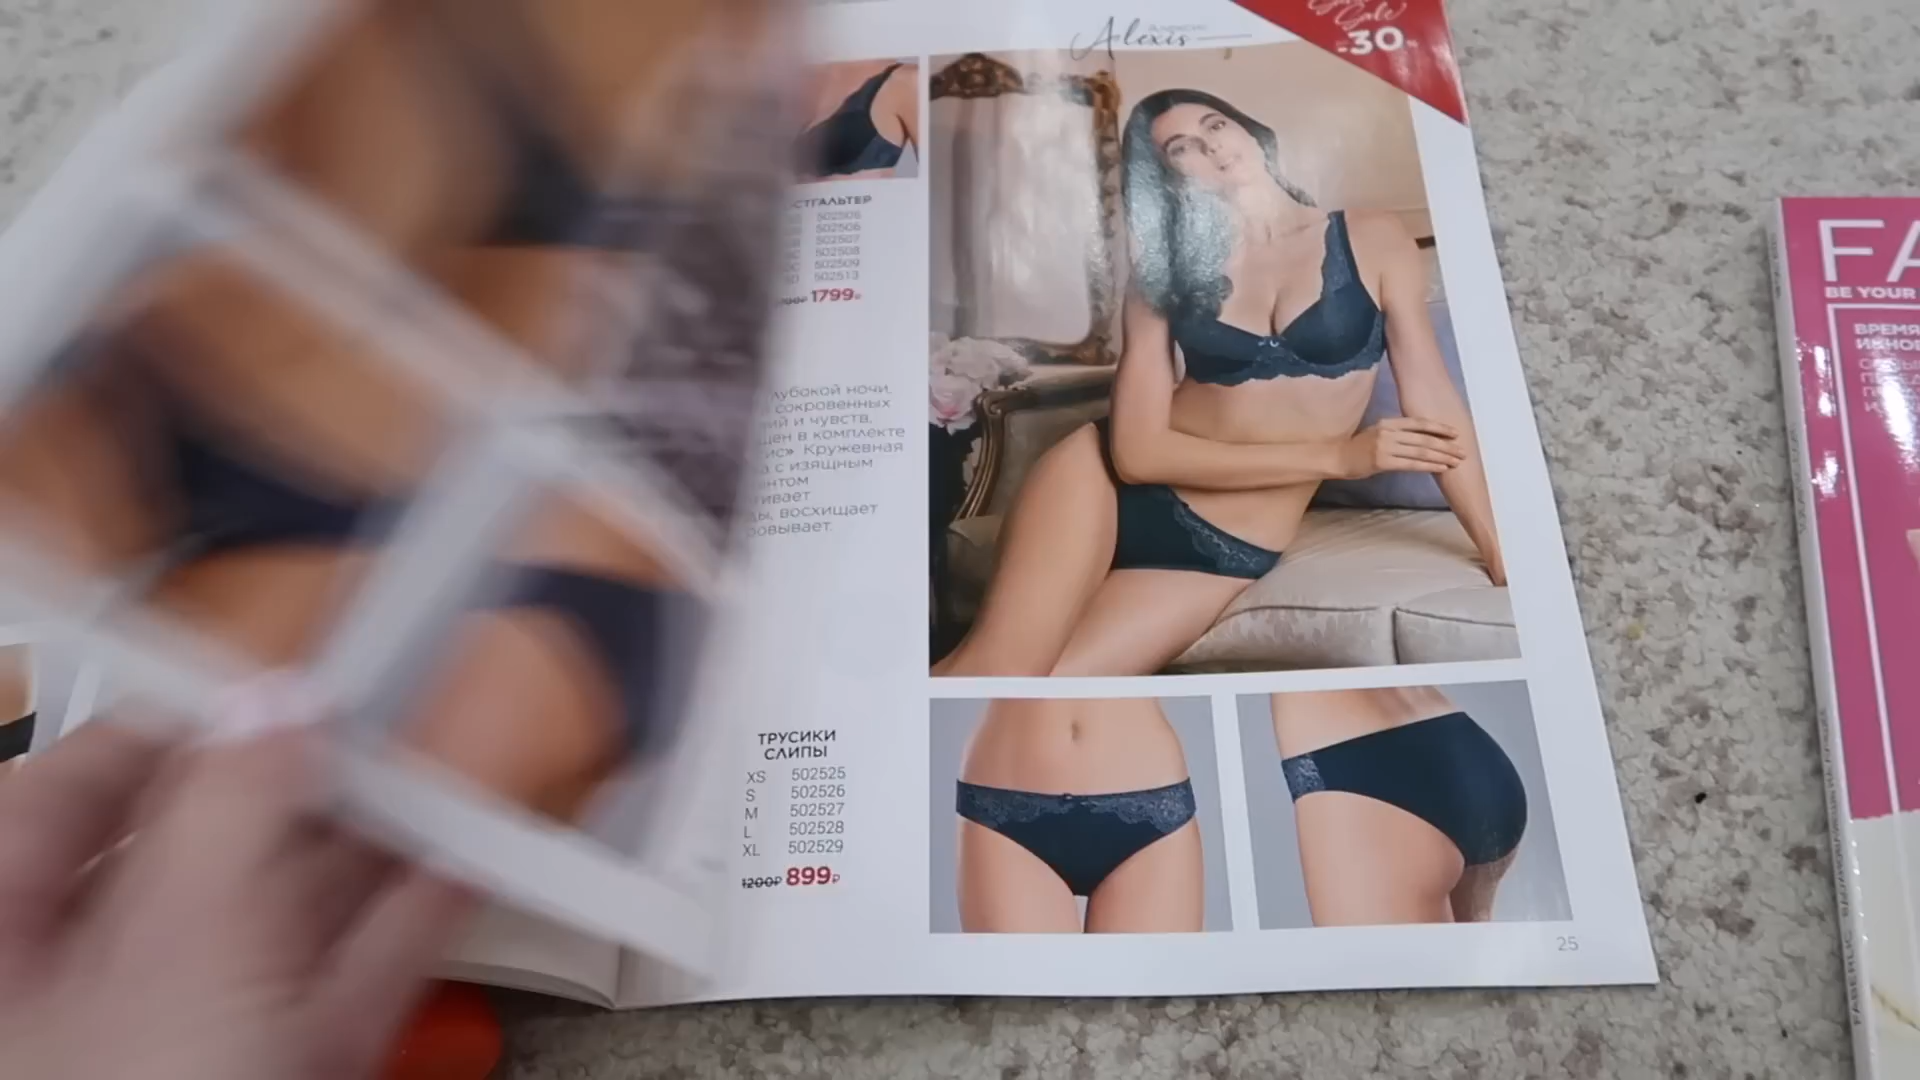 Alexis
Sale
-30
СТГАЛЬТЕР
502505
502506
502507
502508
502509
502513
1799₽
лубокой ночи,
сокровенных
и чувств,
щен в комплекте
ис» Кружевная
а с изящным
нтом
ивает
ды, восхищает
овывает.
ТРУСИКИ
СЛИПЫ
XS 502525
S 502526
M 502527
L 502528
XL 502529
1200₽ 899₽
25
FA
BE YOUR
ВРЕМЯ
ИННОВ